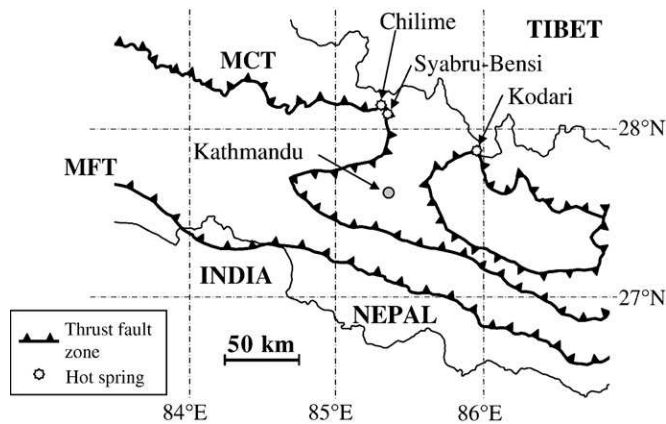 Chilime
TIBET
MCT
Syabru-Bensi
Kodari
28°N
Kathmandu
MFT
INDIA
27°N
NEPAL
Thrust fault
zone
Hot spring
50 km
84°E
85°E
86°E